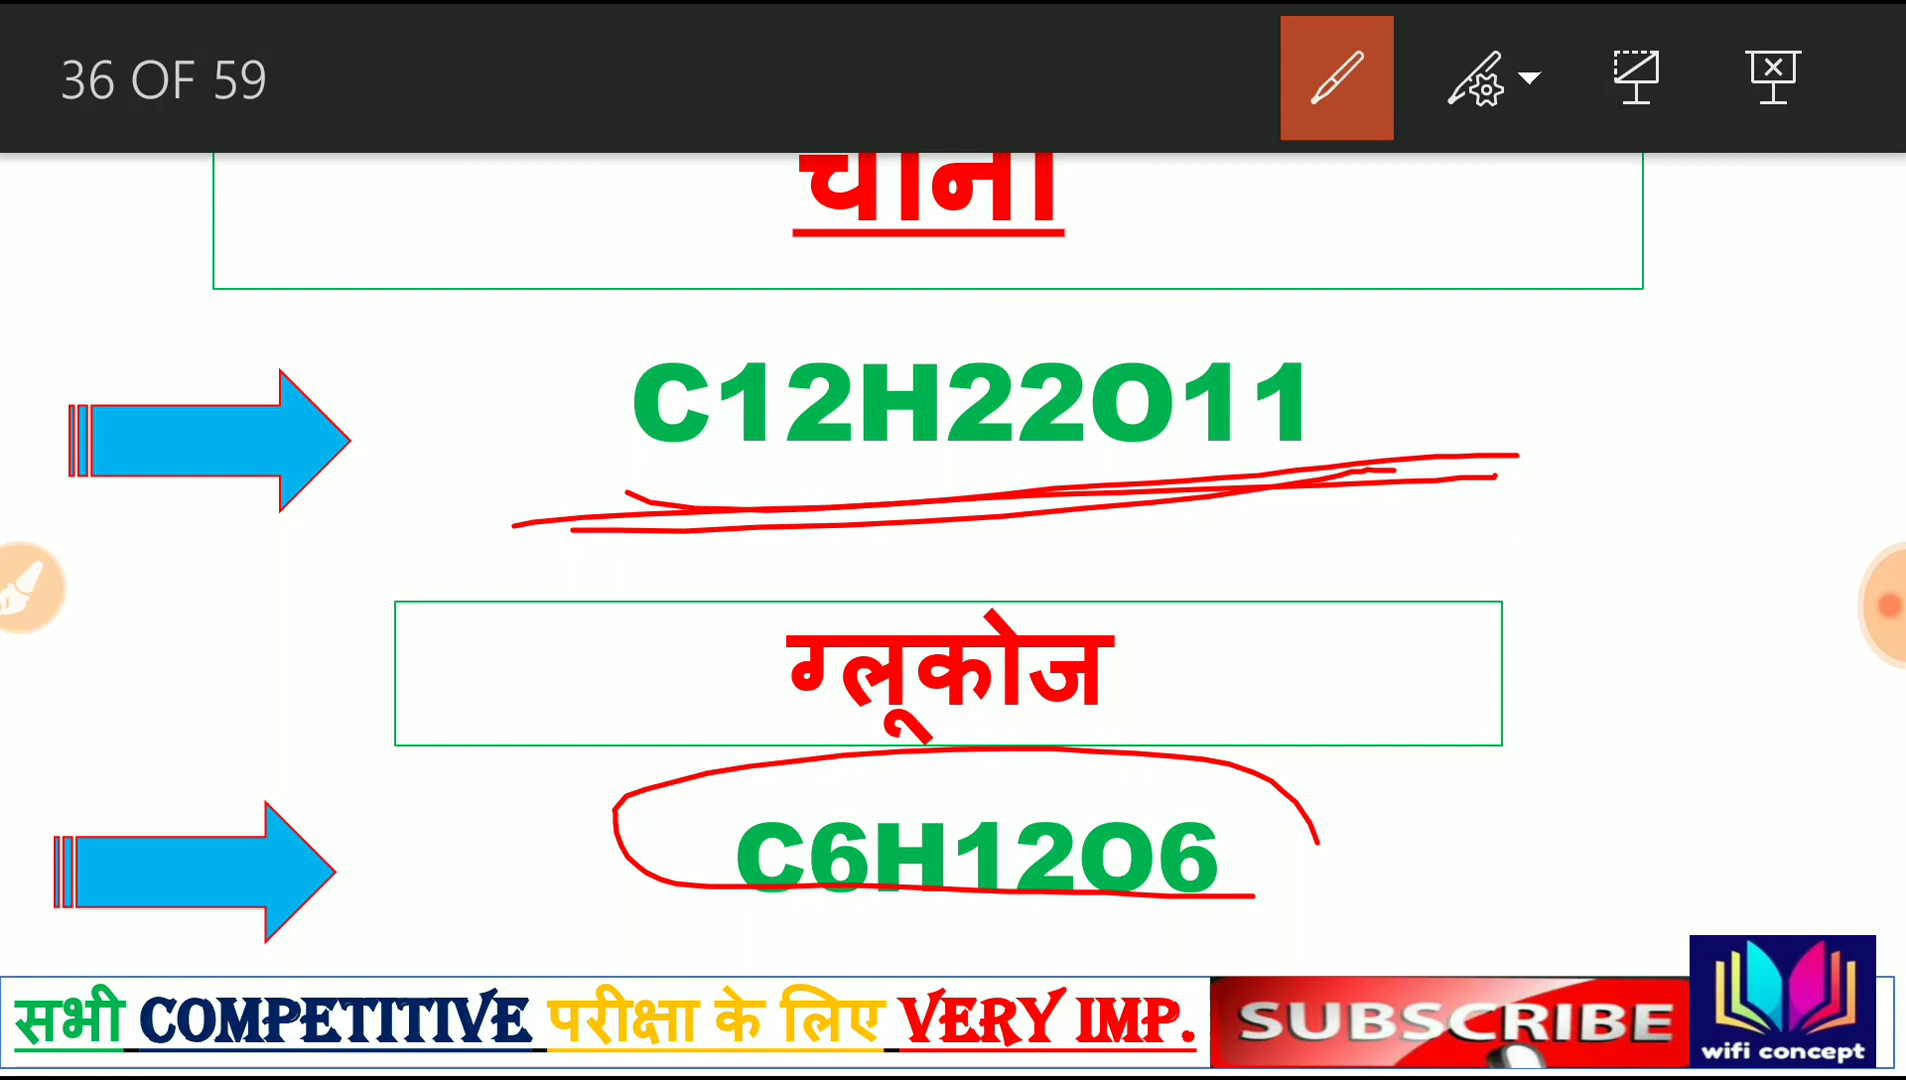 36 OF 59
चीनी
C12H22O11
ग्लूकोज
C6H12O6
सभी COMPETITIVE परीक्षा के लिए VERY IMP.
SUBSCRIBE
wifi concept